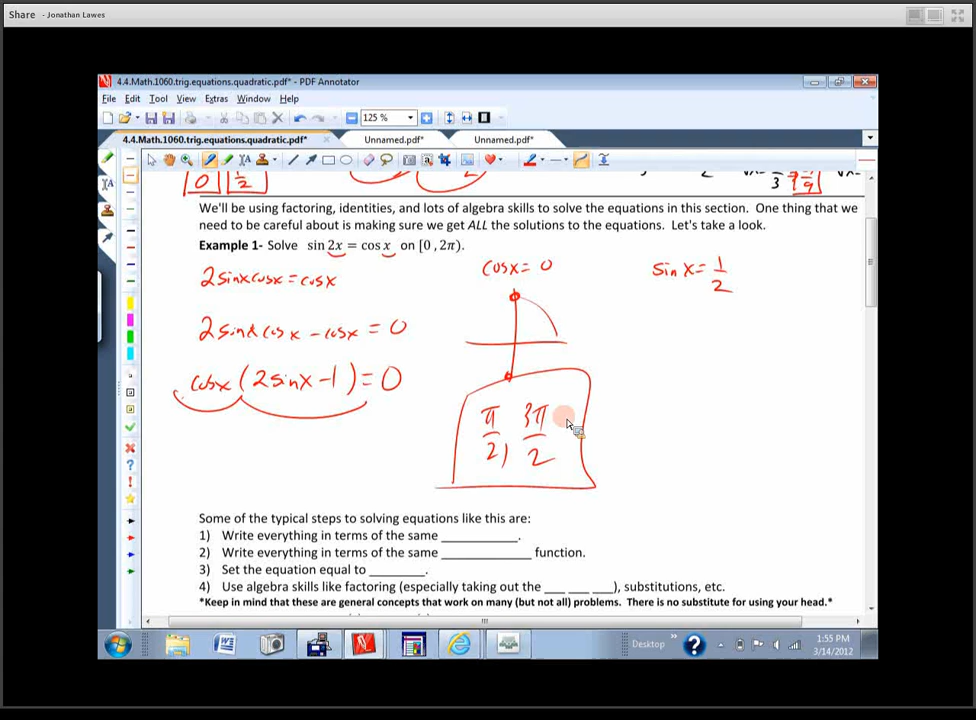 Share - Jonathan Lawes
4.4.Math.1060.trig.equations.quadratic.pdf* - PDF Annotator
File Edit Tool View Extras Window Help
125 %
4.4.Math.1060.trig.equations.quadratic.pdf* Unnamed.pdf* Unnamed.pdf*
0 1/2
We'll be using factoring, identities, and lots of algebra skills to solve the equations in this section. One thing that we
need to be careful about is making sure we get ALL the solutions to the equations. Let's take a look.
Example 1- Solve sin 2x = cos x on [0, 2π).
2sinxcosx = cosx
cosx = 0
sin x = 1/2
2sinxcosx - cosx = 0
cosx(2sinx-1) = 0
π/2, 3π/2
Some of the typical steps to solving equations like this are:
1) Write everything in terms of the same ___________.
2) Write everything in terms of the same ______________ function.
3) Set the equation equal to ________.
4) Use algebra skills like factoring (especially taking out the ___ ___ ___), substitutions, etc.
*Keep in mind that these are general concepts that work on many (but not all) problems. There is no substitute for using your head.*
Desktop
1:55 PM
3/14/2012